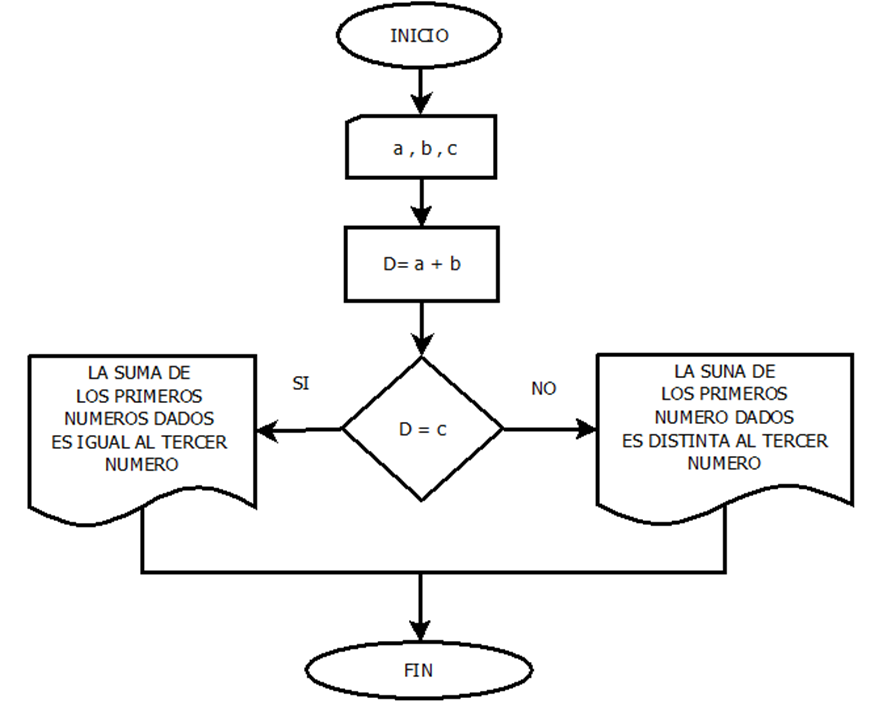 INICIO
a , b , c
D= a + b
D = c
SI
LA SUMA DE
LOS PRIMEROS
NUMEROS DADOS
ES IGUAL AL TERCER
NUMERO
NO
LA SUNA DE
LOS PRIMEROS
NUMERO DADOS
ES DISTINTA AL TERCER
NUMERO
FIN